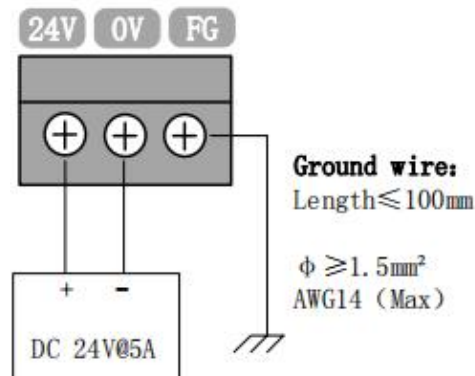 24V 0V FG
Ground wire:
Length≤100mm
ϕ ≥1.5mm²
AWG14 (Max)
+ -
DC 24V@5A